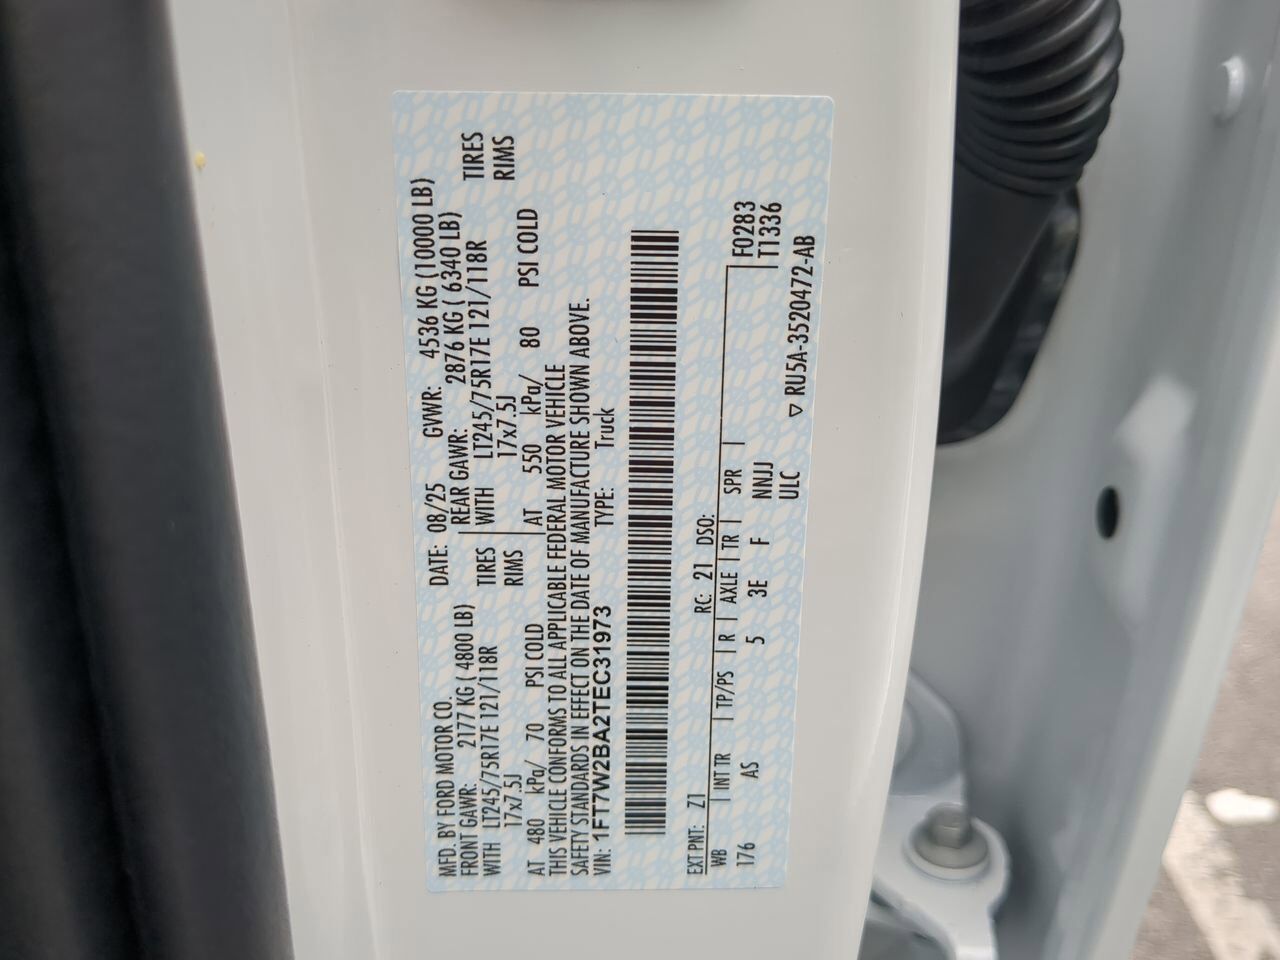 MFD. BY FORD MOTOR CO.
DATE: 08/25 GVWR: 4536 KG (10000 LB)
FRONT GAWR: 2177 KG ( 4800 LB) REAR GAWR: 2876 KG ( 6340 LB)
WITH LT245/75R17E 121/118R TIRES WITH LT245/75R17E 121/118R TIRES
17x7.5J RIMS 17x7.5J RIMS
AT 480 kPa/ 70 PSI COLD AT 550 kPa/ 80 PSI COLD
THIS VEHICLE CONFORMS TO ALL APPLICABLE FEDERAL MOTOR VEHICLE
SAFETY STANDARDS IN EFFECT ON THE DATE OF MANUFACTURE SHOWN ABOVE.
VIN: 1FT7W2BA2TEC31973 TYPE: Truck
EXT PNT: Z1 RC: 21 DSO:
WB INT TR TP/PS R AXLE TR SPR F0283
176 AS 5 3E F NNJJ T1336
ULC
▽ RU5A-3520472-AB